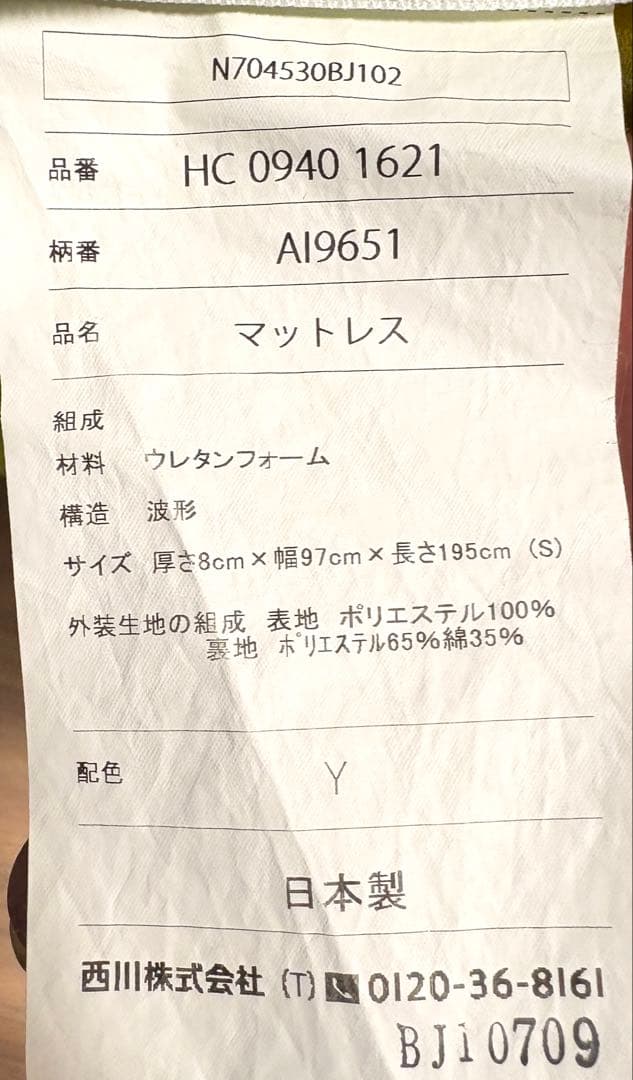 N704530BJ102
品番 HC 0940 1621
柄番 AI9651
品名 マットレス
組成
材料 ウレタンフォーム
構造 波形
サイズ 厚さ8cm×幅97cm×長さ195cm（S）
外装生地の組成 表地 ポリエステル100%
裏地 ポリエステル65%綿35%
配色 Y
日本製
西川株式会社 (T) 0120-36-8161
BJ10709